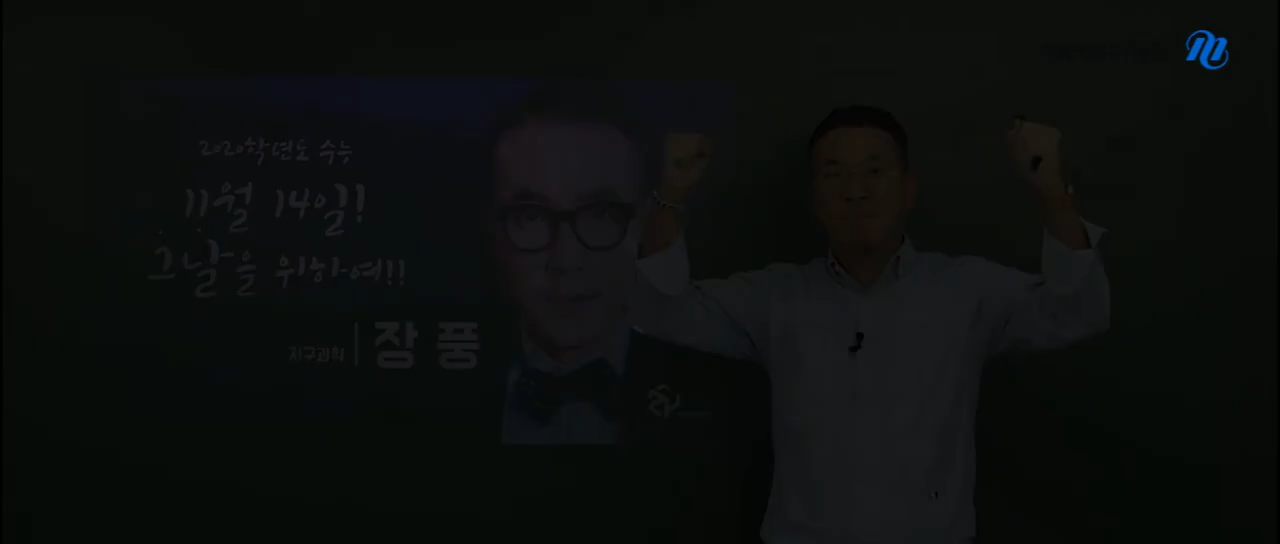 2020학년도 수능
11월 14일!
그날을 위하여!!
지구과학 | 장 풍